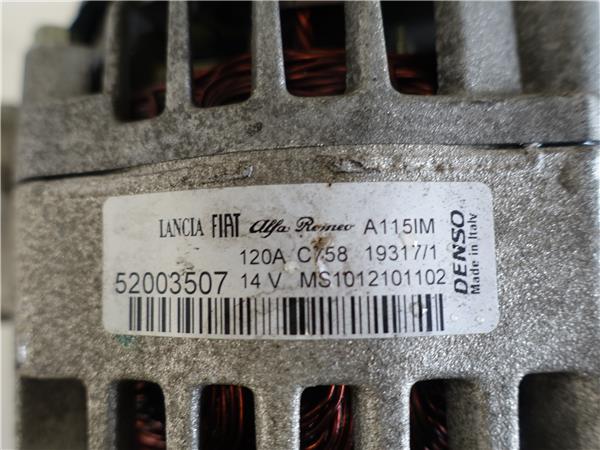 LANCIA FIAT Alfa Romeo A115IM
120A C758 19317/1
52003507 14 V MS1012101102
DENSO
Made in Italy